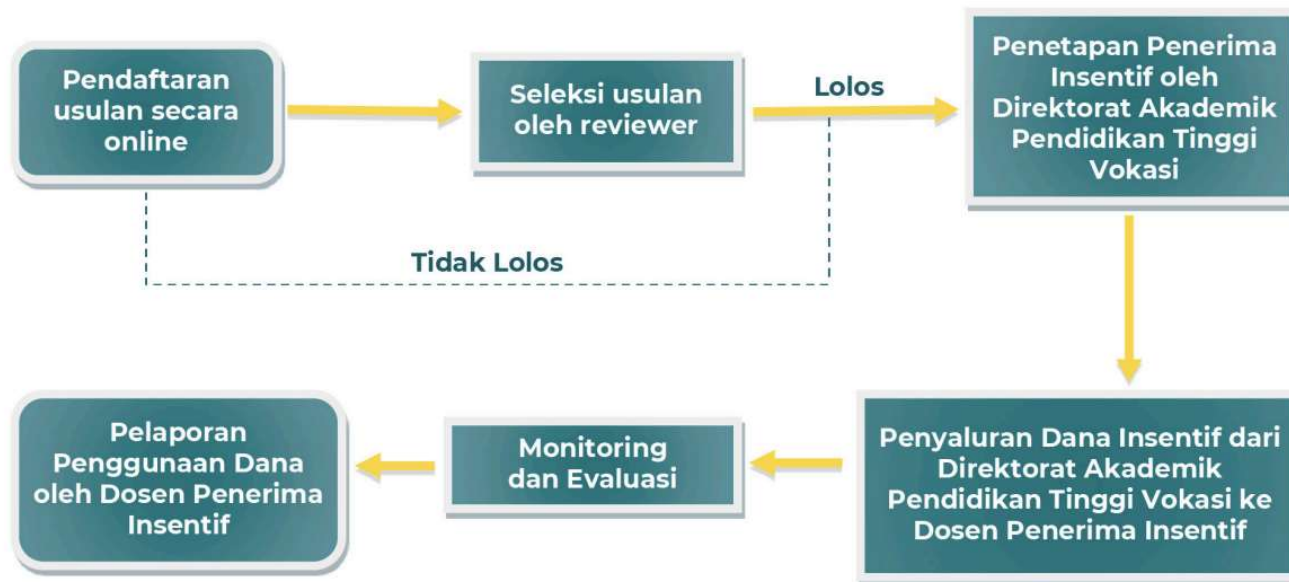 Pendaftaran
usulan secara
online
Seleksi usulan
oleh reviewer
Lolos
Penetapan Penerima
Insentif oleh
Direktorat Akademik
Pendidikan Tinggi
Vokasi
Tidak Lolos
Penyaluran Dana Insentif dari
Direktorat Akademik
Pendidikan Tinggi Vokasi ke
Dosen Penerima Insentif
Monitoring
dan Evaluasi
Pelaporan
Penggunaan Dana
oleh Dosen Penerima
Insentif